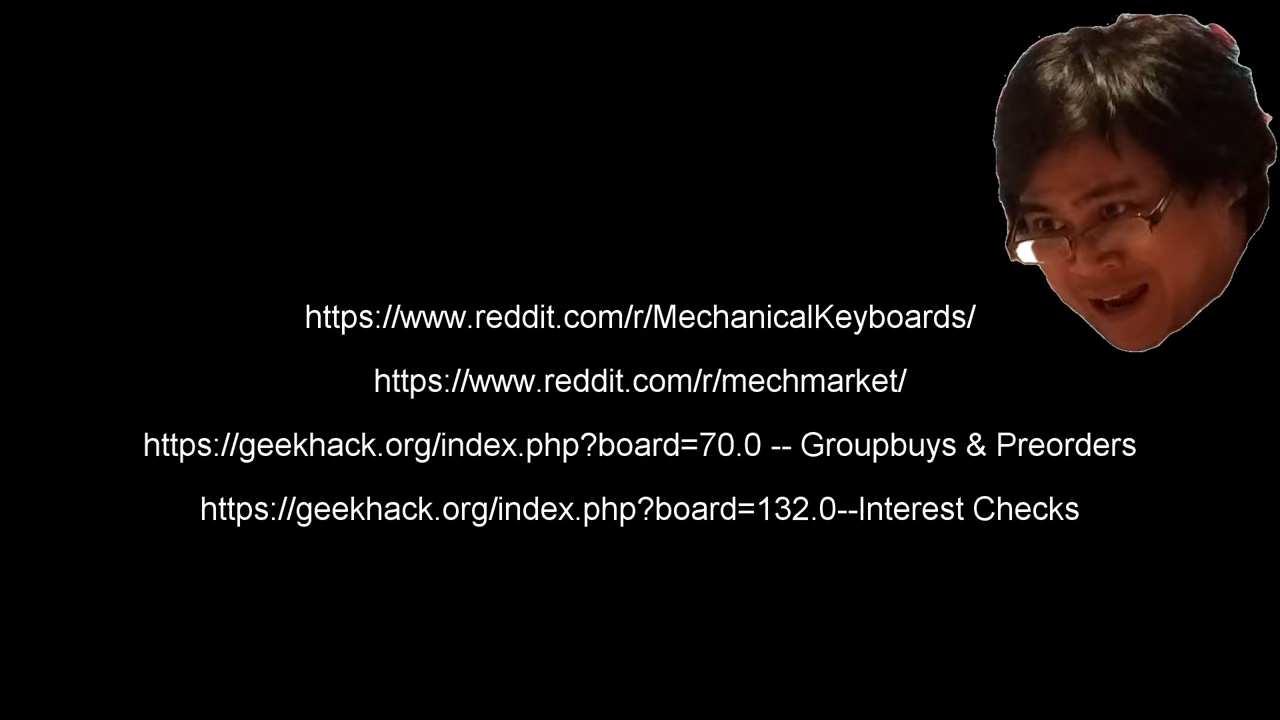 https://www.reddit.com/r/MechanicalKeyboards/
https://www.reddit.com/r/mechmarket/
https://geekhack.org/index.php?board=70.0 -- Groupbuys & Preorders
https://geekhack.org/index.php?board=132.0--Interest Checks